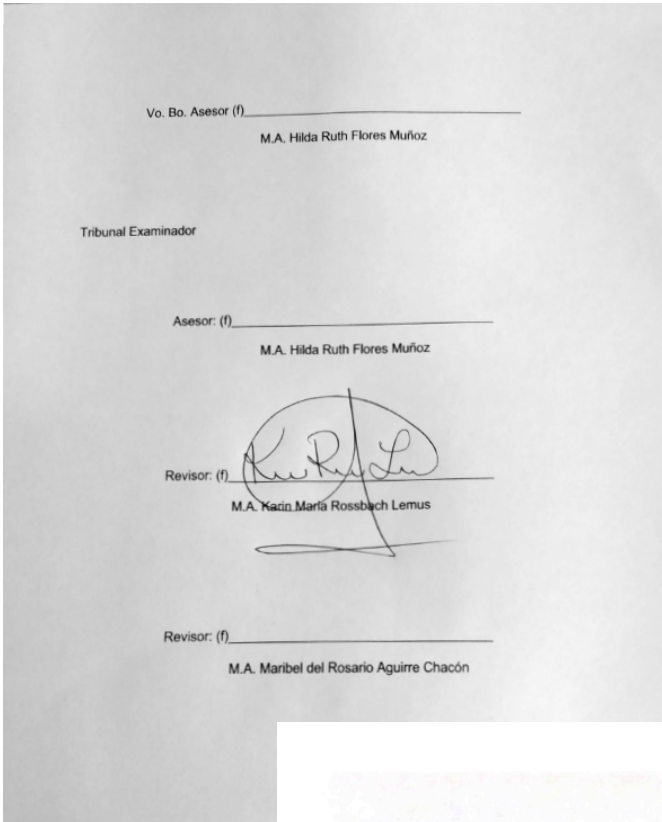 Vo. Bo. Asesor (f)
M.A. Hilda Ruth Flores Muñoz
Tribunal Examinador
Asesor: (f)
M.A. Hilda Ruth Flores Muñoz
Revisor: (f)
M.A. Karin María Rossbach Lemus
Revisor: (f)
M.A. Maribel del Rosario Aguirre Chacón